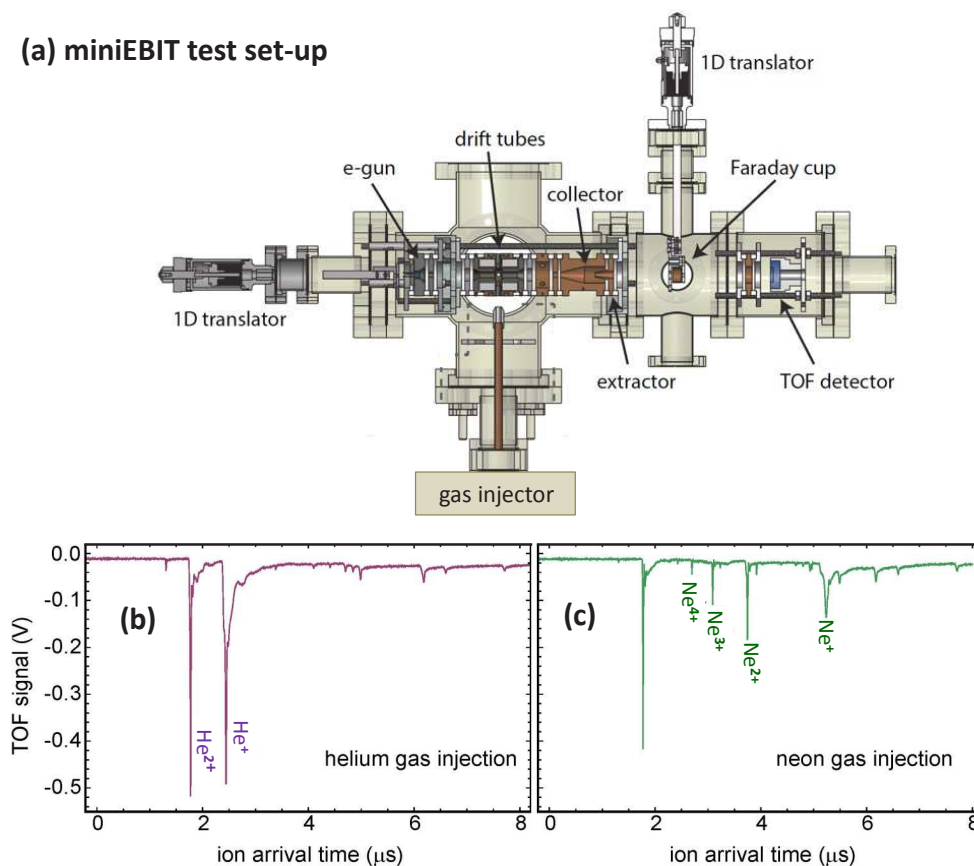 (a) miniEBIT test set-up
1D translator
drift tubes
e-gun
Faraday cup
collector
1D translator
extractor
TOF detector
gas injector
0.0
-0.1
-0.2
-0.3
-0.4
-0.5
TOF signal (V)
(b)
He²⁺
He⁺
helium gas injection
0 2 4 6 8
ion arrival time (μs)
(c)
Ne⁴⁺
Ne³⁺
Ne²⁺
Ne⁺
neon gas injection
0 2 4 6 8
ion arrival time (μs)